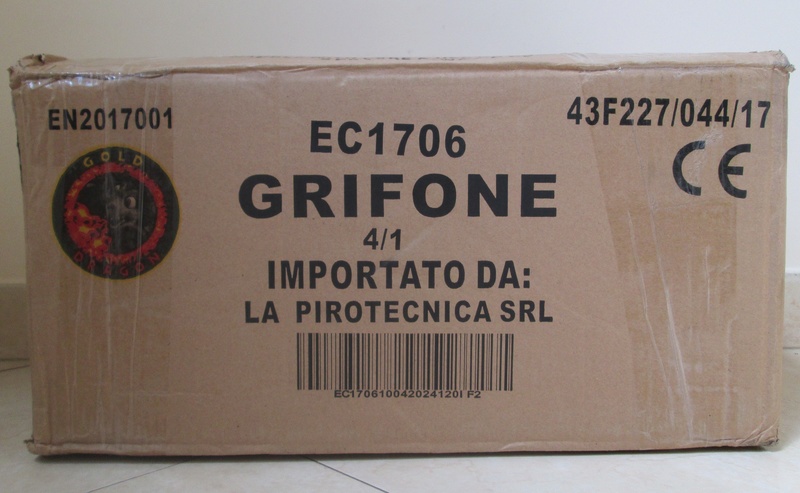 EN2017001
43F227/044/17
EC1706
CE
GOLD
DRAGON
GRIFONE
4/1
IMPORTATO DA:
LA PIROTECNICA SRL
EC1706100420241201 F2